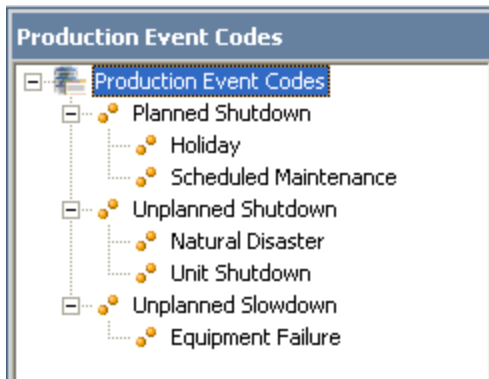 Production Event Codes
Production Event Codes
Planned Shutdown
Holiday
Scheduled Maintenance
Unplanned Shutdown
Natural Disaster
Unit Shutdown
Unplanned Slowdown
Equipment Failure